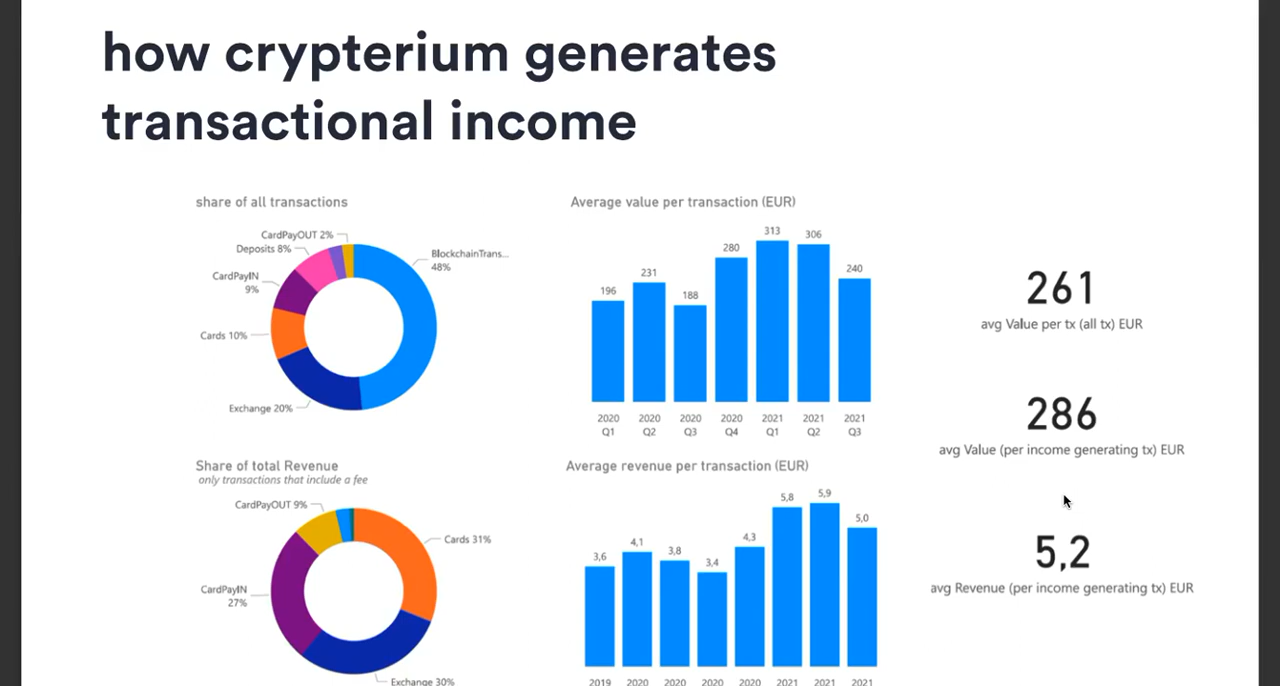 how crypterium generates
transactional income
share of all transactions
CardPayOUT 2%
Deposits 8%
CardPayIN
9%
Cards 10%
Exchange 20%
BlockchainTrans...
48%
Average value per transaction (EUR)
196
231
188
280
313
306
240
2020
Q1
2020
Q2
2020
Q3
2020
Q4
2021
Q1
2021
Q2
2021
Q3
261
avg Value per tx (all tx) EUR
286
avg Value (per income generating tx) EUR
5,2
avg Revenue (per income generating tx) EUR
Share of total Revenue
only transactions that include a fee
CardPayOUT 9%
Cards 31%
CardPayIN
27%
Exchange 30%
Average revenue per transaction (EUR)
3,6
4,1
3,8
3,4
4,3
5,8
5,9
5,0
2019
2020
2020
2020
2020
2021
2021
2021